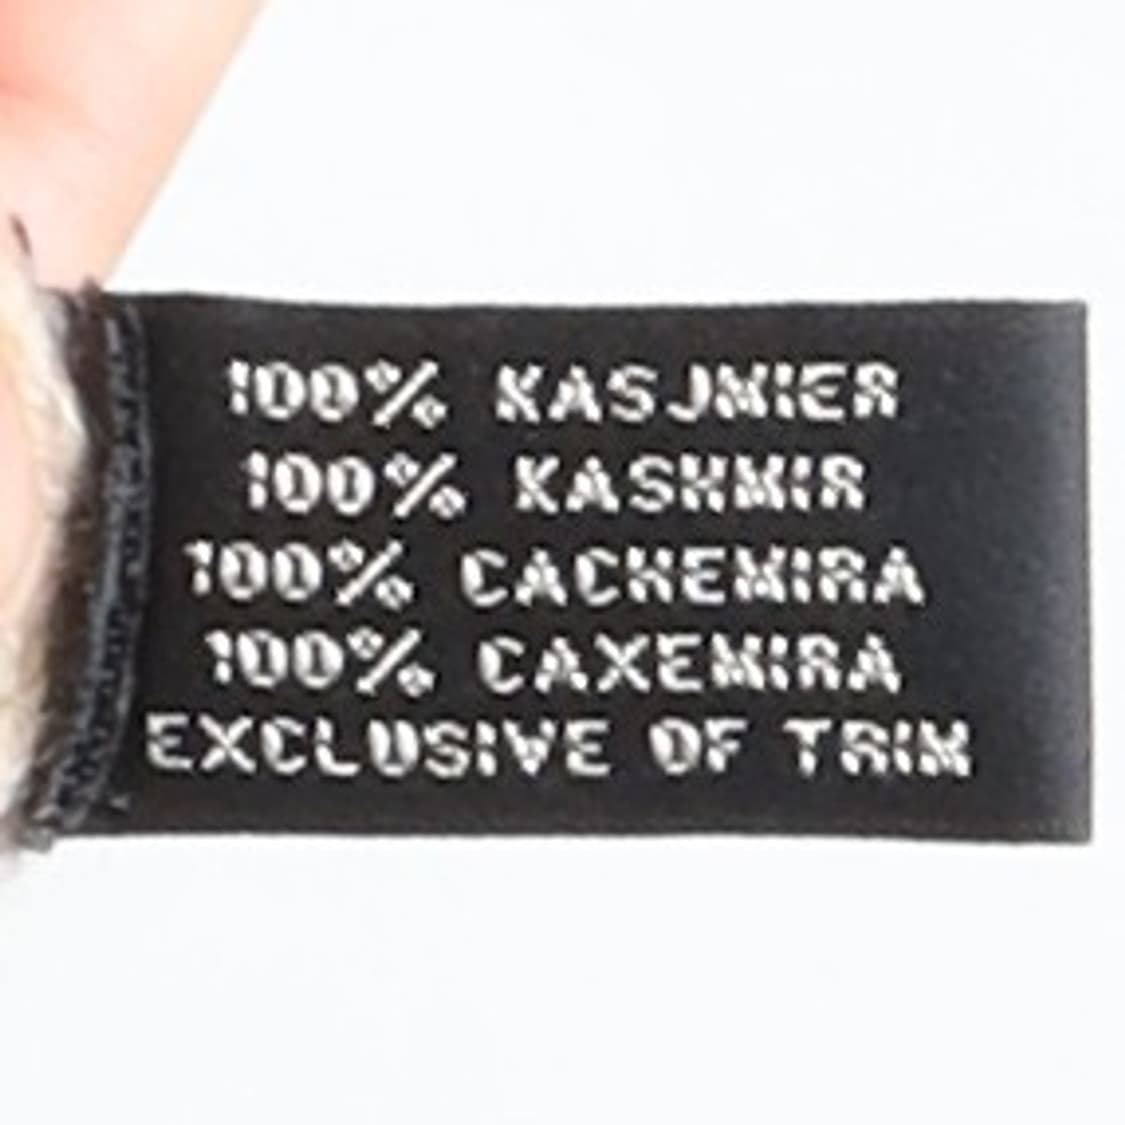 100% KASJMIER
100% KASHMIR
100% CACHEMIRA
100% CAXEMIRA
EXCLUSIVE OF TRIM